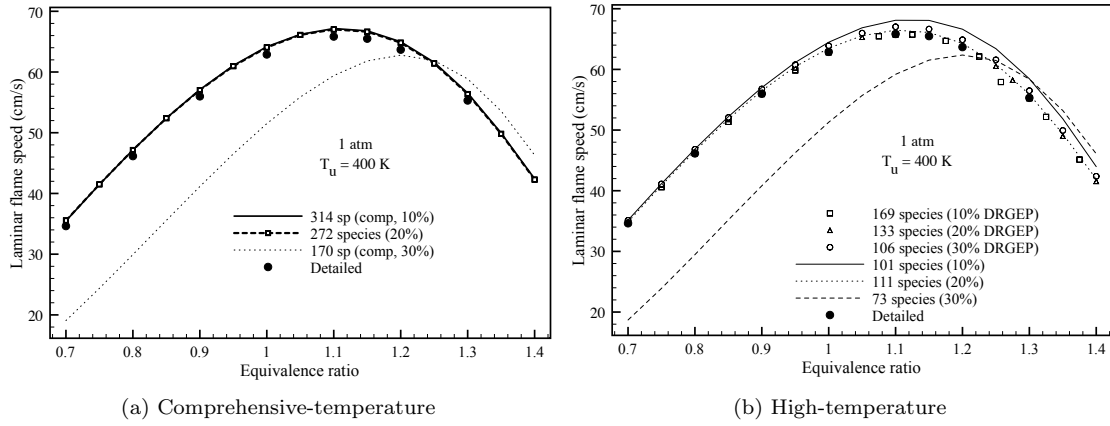 70
60
50
40
30
20
Laminar flame speed (cm/s)
1 atm
T_u = 400 K
314 sp (comp, 10%)
272 species (20%)
170 sp (comp, 30%)
Detailed
0.7 0.8 0.9 1 1.1 1.2 1.3 1.4
Equivalence ratio
(a) Comprehensive-temperature
70
60
50
40
30
20
Laminar flame speed (cm/s)
1 atm
T_u = 400 K
169 species (10% DRGEP)
133 species (20% DRGEP)
106 species (30% DRGEP)
101 species (10%)
111 species (20%)
73 species (30%)
Detailed
0.7 0.8 0.9 1 1.1 1.2 1.3 1.4
Equivalence ratio
(b) High-temperature